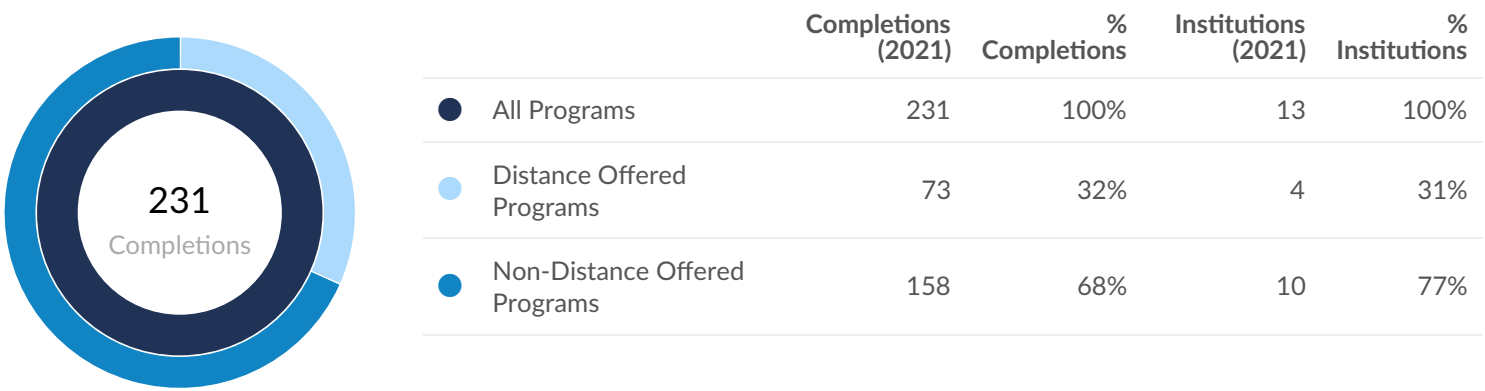 Completions (2021) % Completions Institutions (2021) % Institutions
All Programs 231 100% 13 100%
Distance Offered Programs 73 32% 4 31%
Non-Distance Offered Programs 158 68% 10 77%
231
Completions